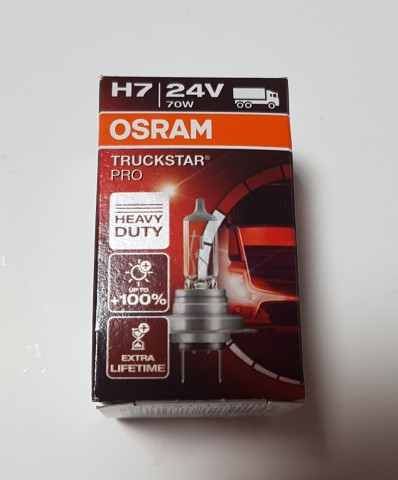 H7 | 24V
70W
OSRAM
TRUCKSTAR®
PRO
HEAVY
DUTY
UP TO
+100%
EXTRA
LIFETIME